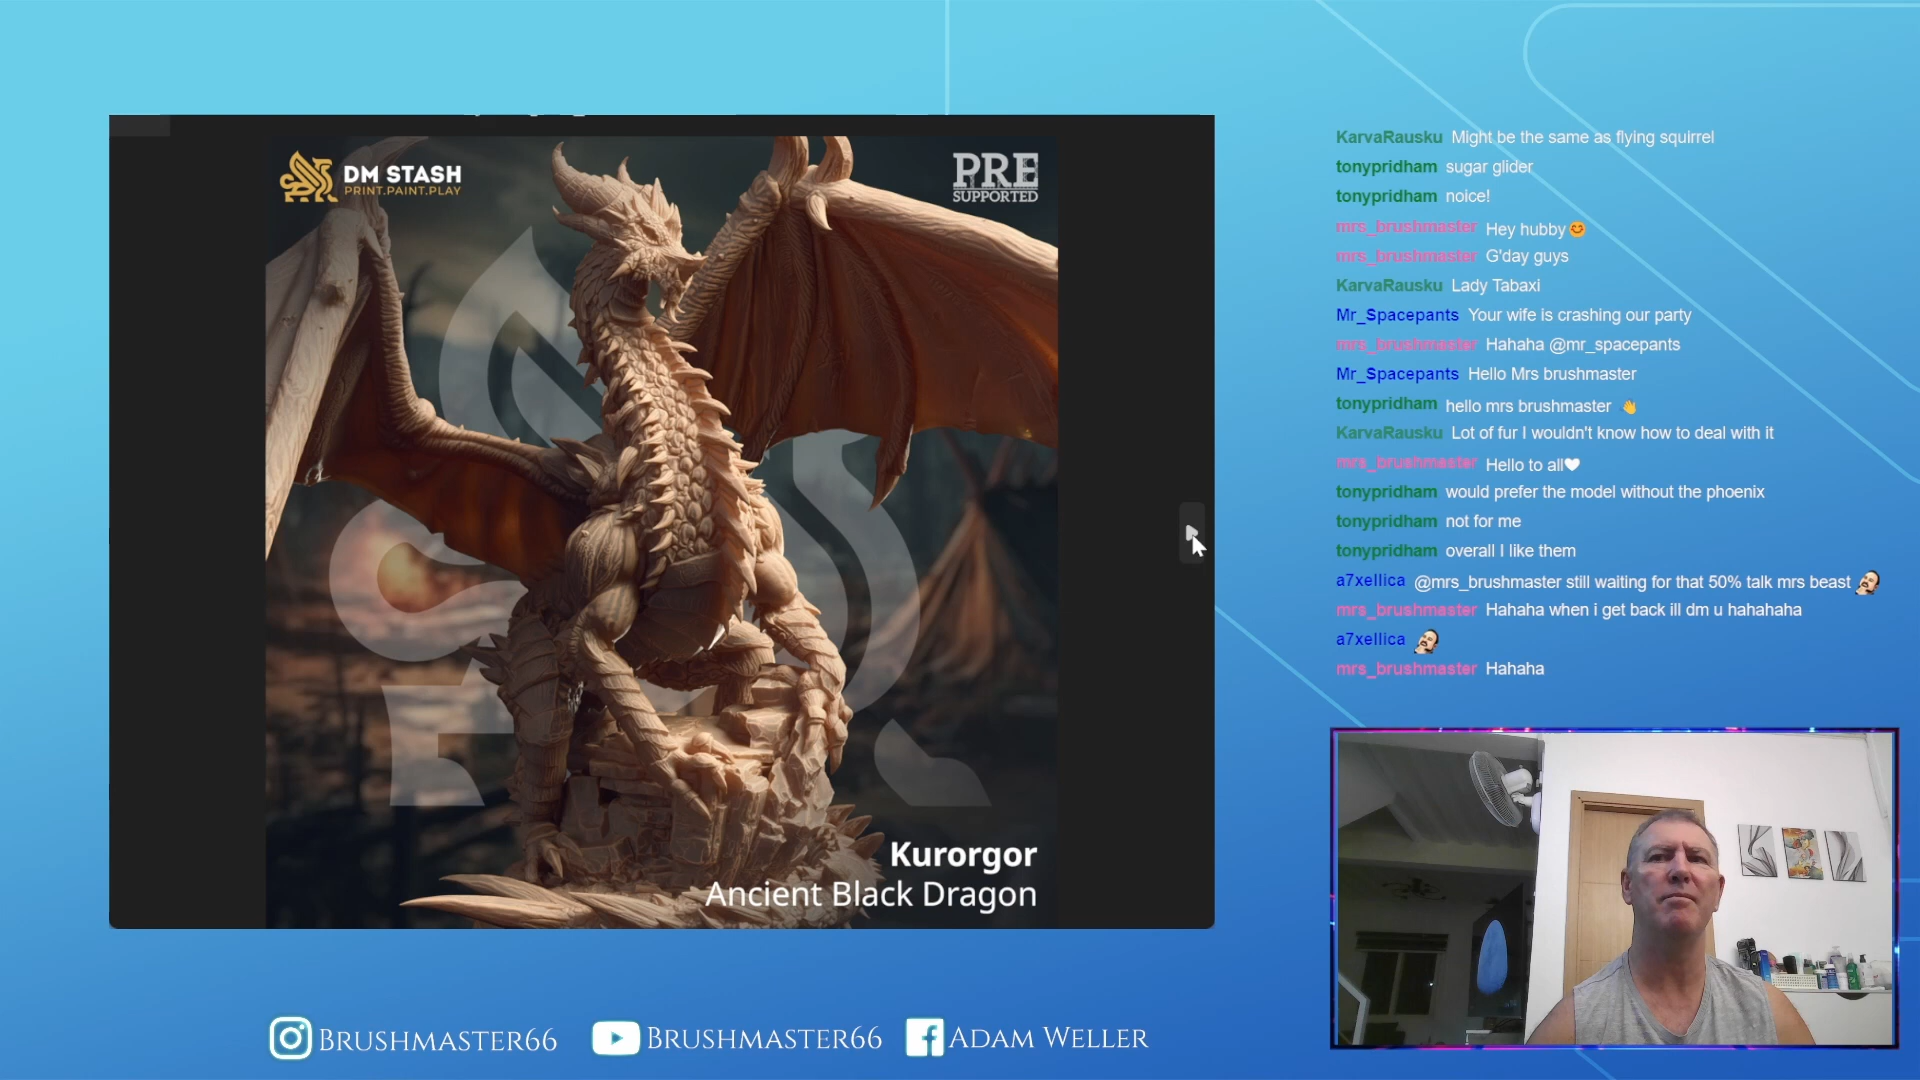 DM STASH
PRINT.PAINT.PLAY
PRE
SUPPORTED
Kurorgor
Ancient Black Dragon
KarvaRausku Might be the same as flying squirrel
tonypridham sugar glider
tonypridham noice!
mrs_brushmaster Hey hubby😊
mrs_brushmaster G'day guys
KarvaRausku Lady Tabaxi
Mr_Spacepants Your wife is crashing our party
mrs_brushmaster Hahaha @mr_spacepants
Mr_Spacepants Hello Mrs brushmaster
tonypridham hello mrs brushmaster 👋
KarvaRausku Lot of fur I wouldn't know how to deal with it
mrs_brushmaster Hello to all🤍
tonypridham would prefer the model without the phoenix
tonypridham not for me
tonypridham overall I like them
a7xellica @mrs_brushmaster still waiting for that 50% talk mrs beast
mrs_brushmaster Hahaha when i get back ill dm u hahahaha
a7xellica
mrs_brushmaster Hahaha
BRUSHMASTER66
BRUSHMASTER66
ADAM WELLER